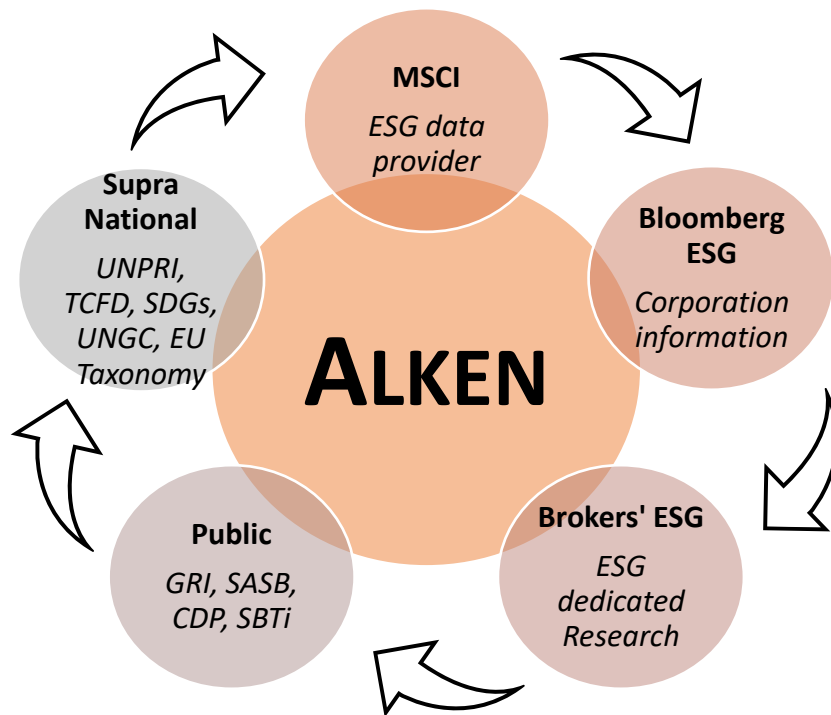 MSCI
ESG data
provider
Bloomberg
ESG
Corporation
information
Brokers' ESG
ESG
dedicated
Research
Public
GRI, SASB,
CDP, SBTi
Supra
National
UNPRI,
TCFD, SDGs,
UNGC, EU
Taxonomy
ALKEN